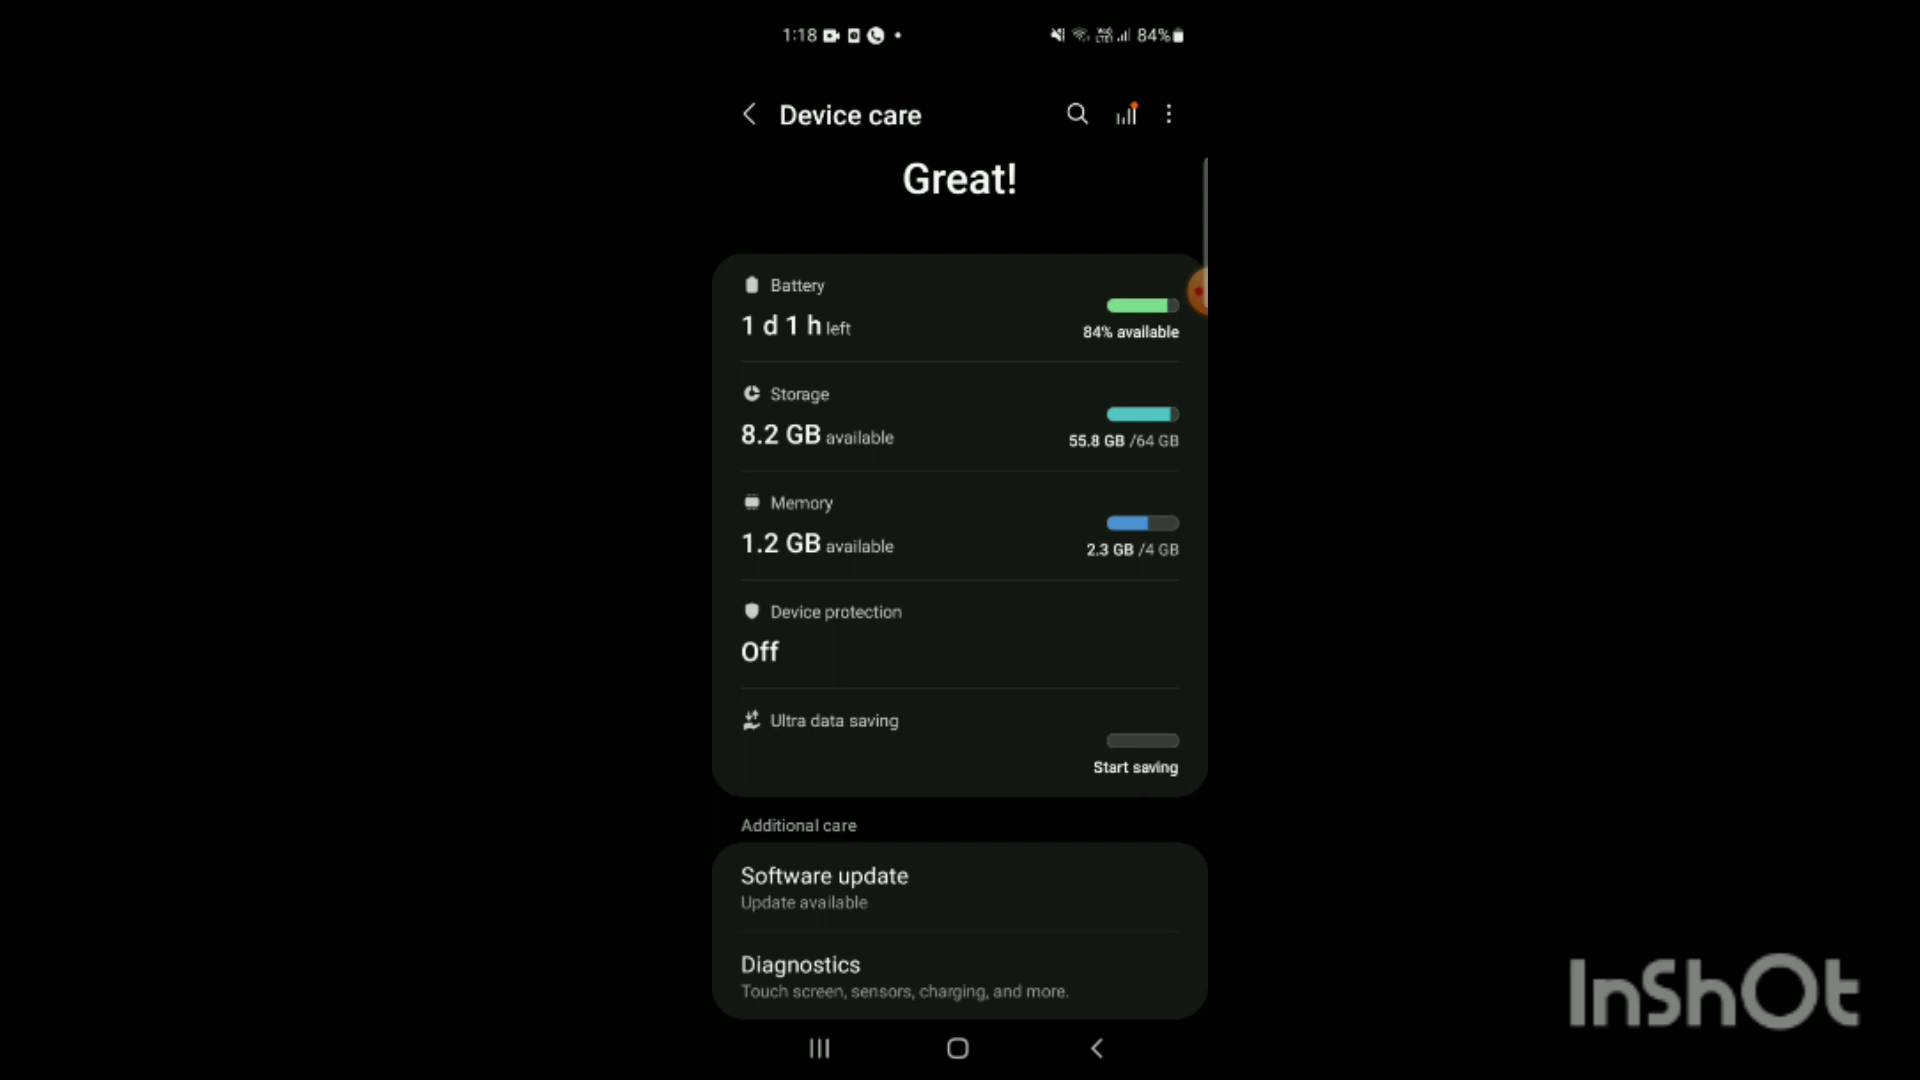 1:18
84%
Device care
Great!
Battery
1 d 1 h left
84% available
Storage
8.2 GB available
55.8 GB /64 GB
Memory
1.2 GB available
2.3 GB /4 GB
Device protection
Off
Ultra data saving
Start saving
Additional care
Software update
Update available
Diagnostics
Touch screen, sensors, charging, and more.
InShOt